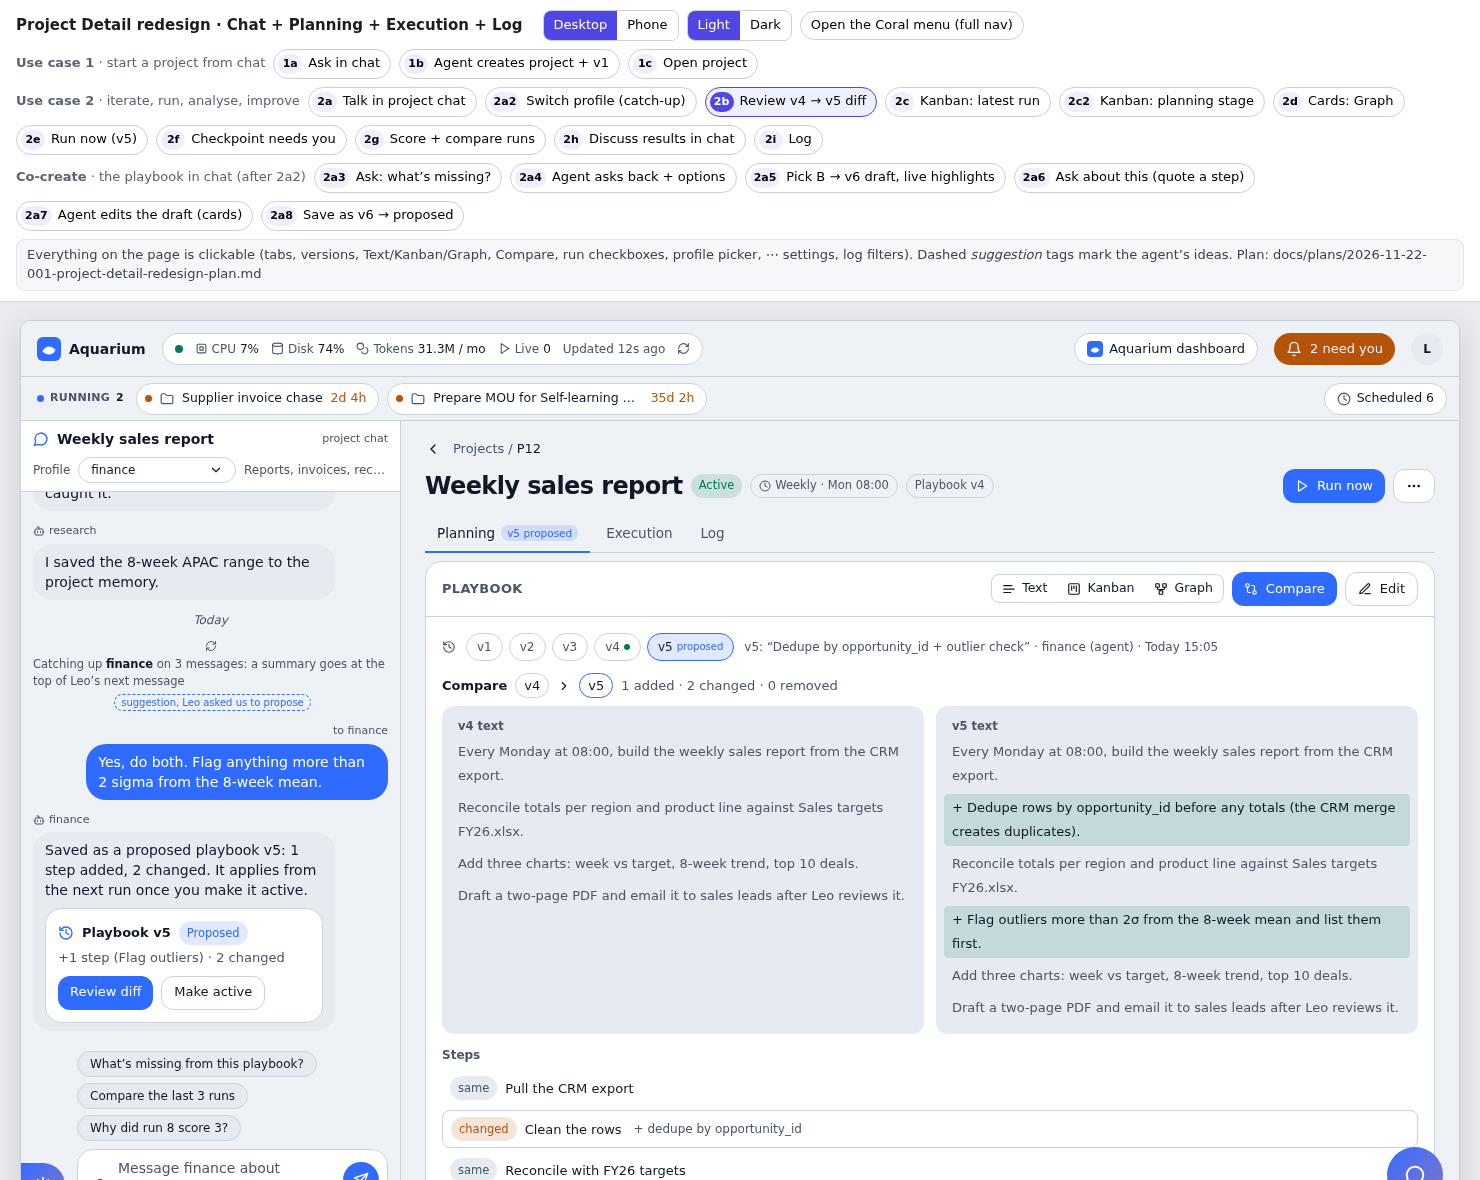 Project Detail redesign · Chat + Planning + Execution + Log
Desktop Phone Light Dark Open the Coral menu (full nav)
Use case 1 · start a project from chat 1a Ask in chat 1b Agent creates project + v1 1c Open project
Use case 2 · iterate, run, analyse, improve 2a Talk in project chat 2a2 Switch profile (catch-up) 2b Review v4 → v5 diff 2c Kanban: latest run 2c2 Kanban: planning stage 2d Cards: Graph
2e Run now (v5) 2f Checkpoint needs you 2g Score + compare runs 2h Discuss results in chat 2i Log
Co-create · the playbook in chat (after 2a2) 2a3 Ask: what's missing? 2a4 Agent asks back + options 2a5 Pick B → v6 draft, live highlights 2a6 Ask about this (quote a step)
2a7 Agent edits the draft (cards) 2a8 Save as v6 → proposed
Everything on the page is clickable (tabs, versions, Text/Kanban/Graph, Compare, run checkboxes, profile picker, ··· settings, log filters). Dashed suggestion tags mark the agent's ideas. Plan: docs/plans/2026-11-22-
001-project-detail-redesign-plan.md
Aquarium CPU 7% Disk 74% Tokens 31.3M / mo Live 0 Updated 12s ago Aquarium dashboard 2 need you L
RUNNING 2 Supplier invoice chase 2d 4h Prepare MOU for Self-learning ... 35d 2h Scheduled 6
Weekly sales report project chat
Profile finance Reports, invoices, rec...
caught it.
research
I saved the 8-week APAC range to the
project memory.
Today
Catching up finance on 3 messages: a summary goes at the
top of Leo's next message
suggestion, Leo asked us to propose
to finance
Yes, do both. Flag anything more than
2 sigma from the 8-week mean.
finance
Saved as a proposed playbook v5: 1
step added, 2 changed. It applies from
the next run once you make it active.
Playbook v5 Proposed
+1 step (Flag outliers) · 2 changed
Review diff Make active
What's missing from this playbook?
Compare the last 3 runs
Why did run 8 score 3?
Message finance about
Projects / P12
Weekly sales report Active Weekly · Mon 08:00 Playbook v4 Run now ···
Planning v5 proposed Execution Log
PLAYBOOK Text Kanban Graph Compare Edit
v1 v2 v3 v4 v5 proposed v5: “Dedupe by opportunity_id + outlier check” · finance (agent) · Today 15:05
Compare v4 › v5 1 added · 2 changed · 0 removed
v4 text
Every Monday at 08:00, build the weekly sales report from the CRM
export.
Reconcile totals per region and product line against Sales targets
FY26.xlsx.
Add three charts: week vs target, 8-week trend, top 10 deals.
Draft a two-page PDF and email it to sales leads after Leo reviews it.
v5 text
Every Monday at 08:00, build the weekly sales report from the CRM
export.
+ Dedupe rows by opportunity_id before any totals (the CRM merge
creates duplicates).
Reconcile totals per region and product line against Sales targets
FY26.xlsx.
+ Flag outliers more than 2σ from the 8-week mean and list them
first.
Add three charts: week vs target, 8-week trend, top 10 deals.
Draft a two-page PDF and email it to sales leads after Leo reviews it.
Steps
same Pull the CRM export
changed Clean the rows + dedupe by opportunity_id
same Reconcile with FY26 targets